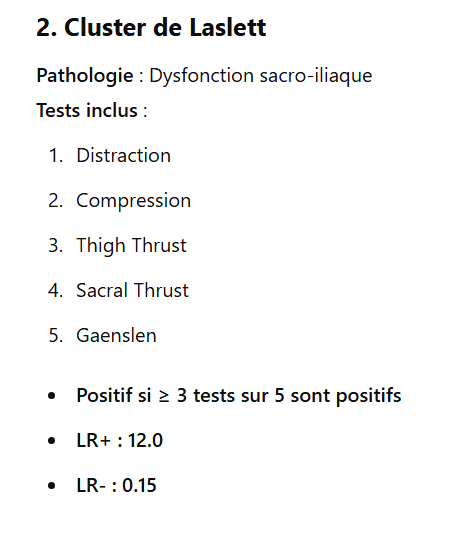 2. Cluster de Laslett
Pathologie : Dysfonction sacro-iliaque
Tests inclus :
1. Distraction
2. Compression
3. Thigh Thrust
4. Sacral Thrust
5. Gaenslen
• Positif si ≥ 3 tests sur 5 sont positifs
• LR+ : 12.0
• LR- : 0.15